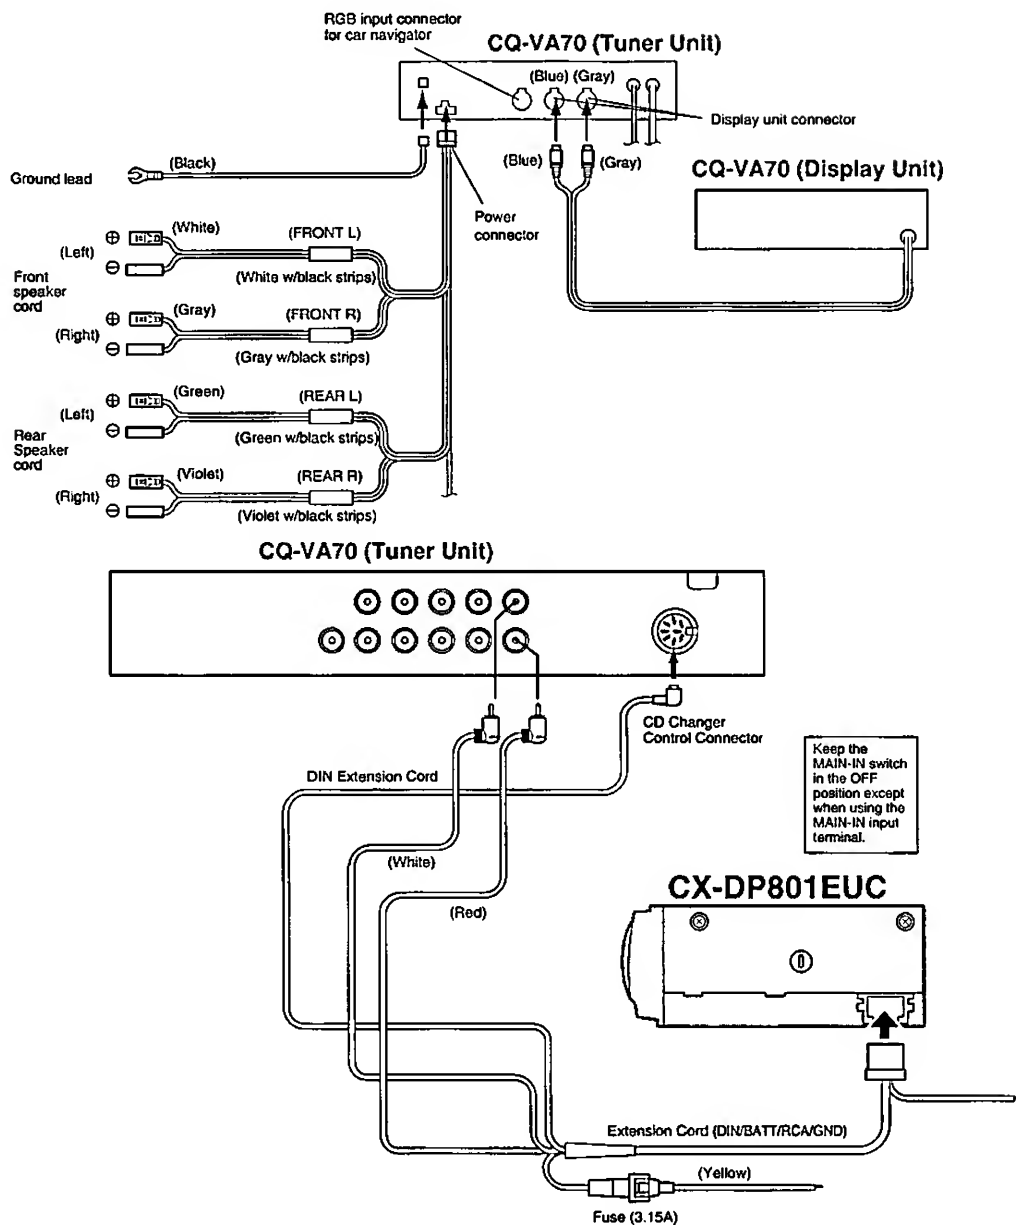 RGB input connector
for car navigator
CQ-VA70 (Tuner Unit)
(Blue) (Gray)
Display unit connector
(Blue)
(Gray)
CQ-VA70 (Display Unit)
(Black)
Ground lead
Power
connector
(White)
(FRONT L)
(Left)
(White w/black strips)
Front
speaker
cord
(Gray)
(FRONT R)
(Right)
(Gray w/black strips)
(Green)
(REAR L)
(Left)
(Green w/black strips)
Rear
Speaker
cord
(Violet)
(REAR R)
(Right)
(Violet w/black strips)
CQ-VA70 (Tuner Unit)
CD Changer
Control Connector
DIN Extension Cord
Keep the
MAIN-IN switch
in the OFF
position except
when using the
MAIN-IN input
terminal.
(White)
(Red)
CX-DP801EUC
Extension Cord (DIN/BATT/RCA/GND)
(Yellow)
Fuse (3.15A)